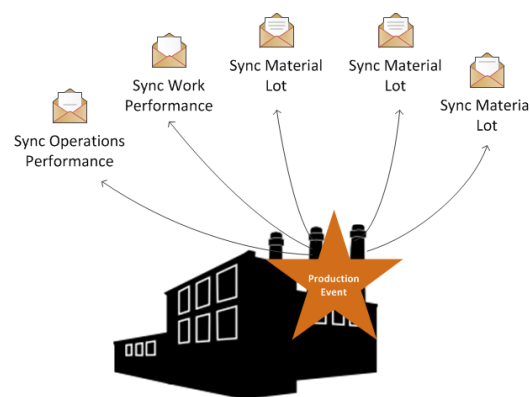 Sync Operations
Performance
Sync Work
Performance
Sync Material
Lot
Sync Material
Lot
Sync Materia
Lot
Production
Event